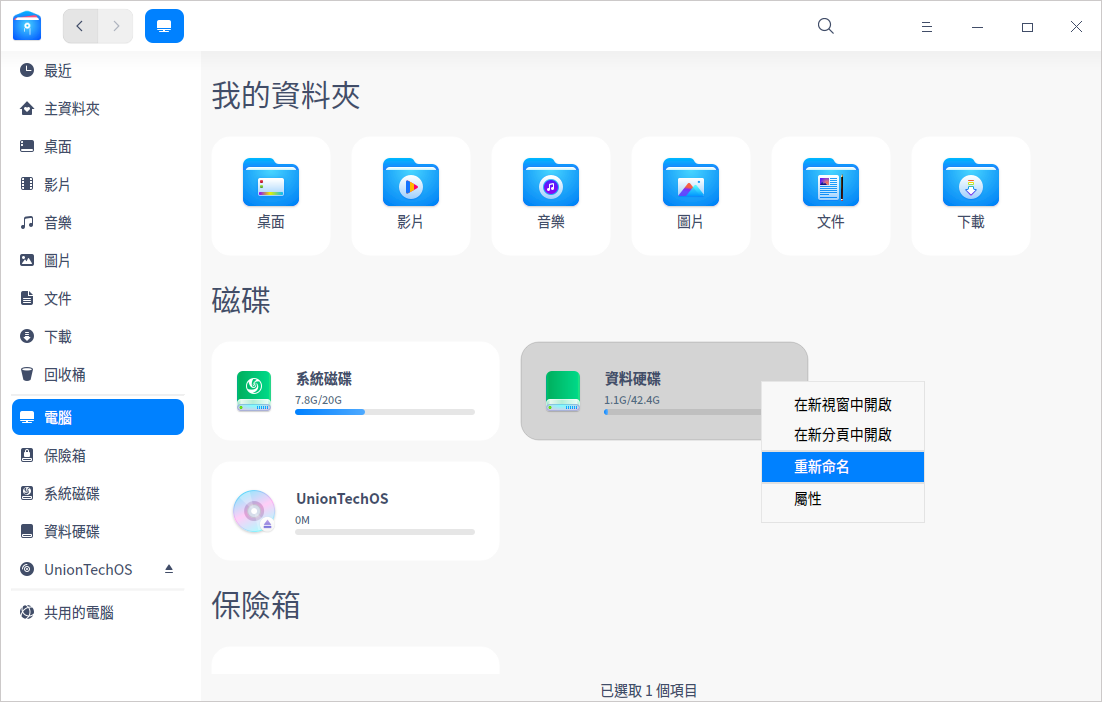 最近
主資料夾
桌面
影片
音樂
圖片
文件
下載
回收桶
電腦
保險箱
系統磁碟
資料硬碟
UnionTechOS
共用的電腦
我的資料夾
桌面
影片
音樂
圖片
文件
下載
磁碟
系統磁碟
7.8G/20G
資料硬碟
1.1G/42.4G
UnionTechOS
0M
在新視窗中開啟
在新分頁中開啟
重新命名
屬性
保險箱
已選取 1 個項目